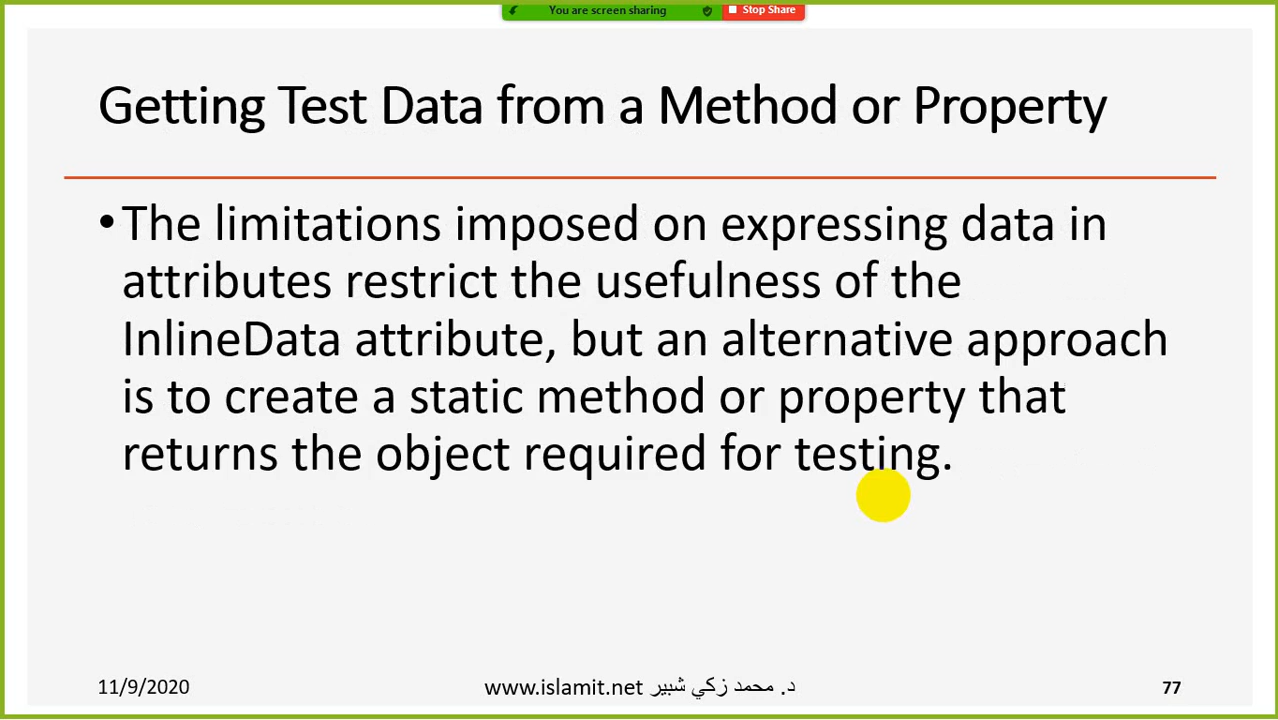 You are screen sharing Stop Share
Getting Test Data from a Method or Property
•The limitations imposed on expressing data in
attributes restrict the usefulness of the
InlineData attribute, but an alternative approach
is to create a static method or property that
returns the object required for testing.
11/9/2020 www.islamit.net د. محمد زكي شبير 77